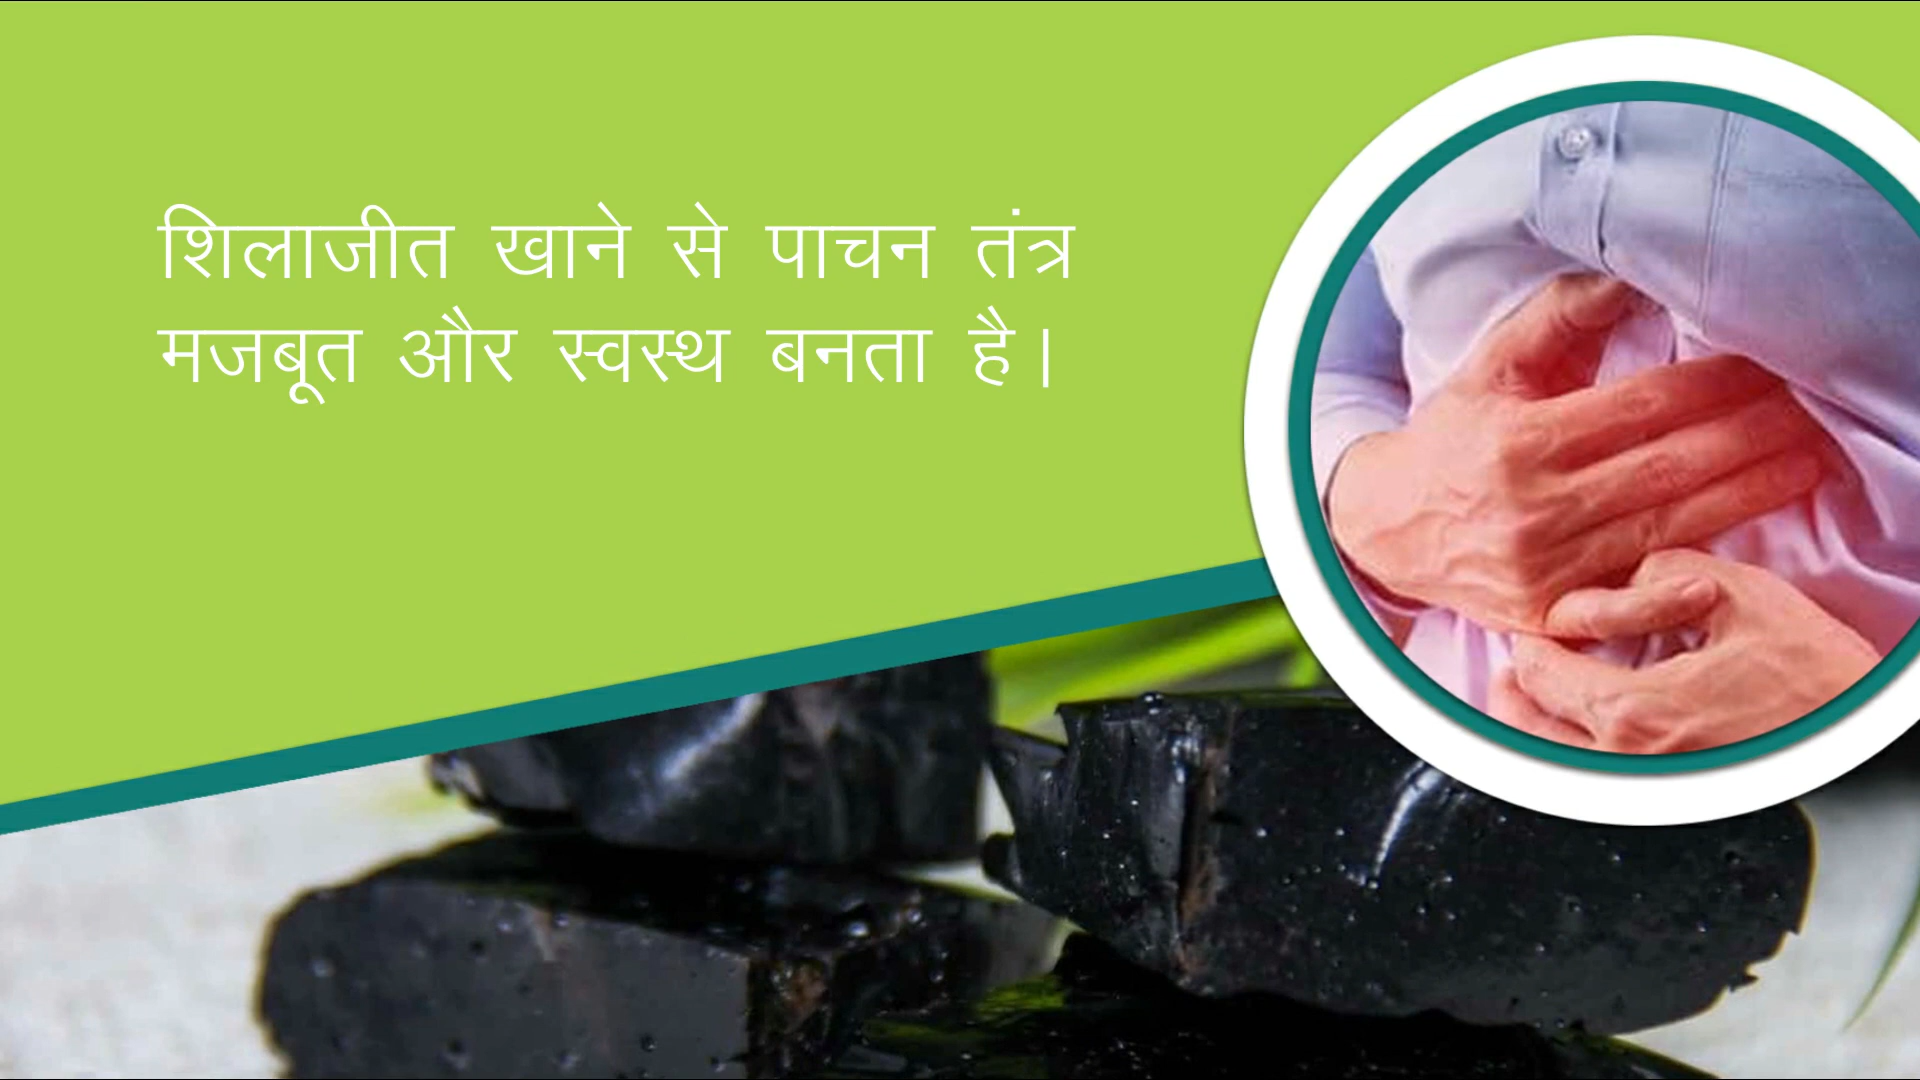 शिलाजीत खाने से पाचन तंत्र
मजबूत और स्वस्थ बनता है।